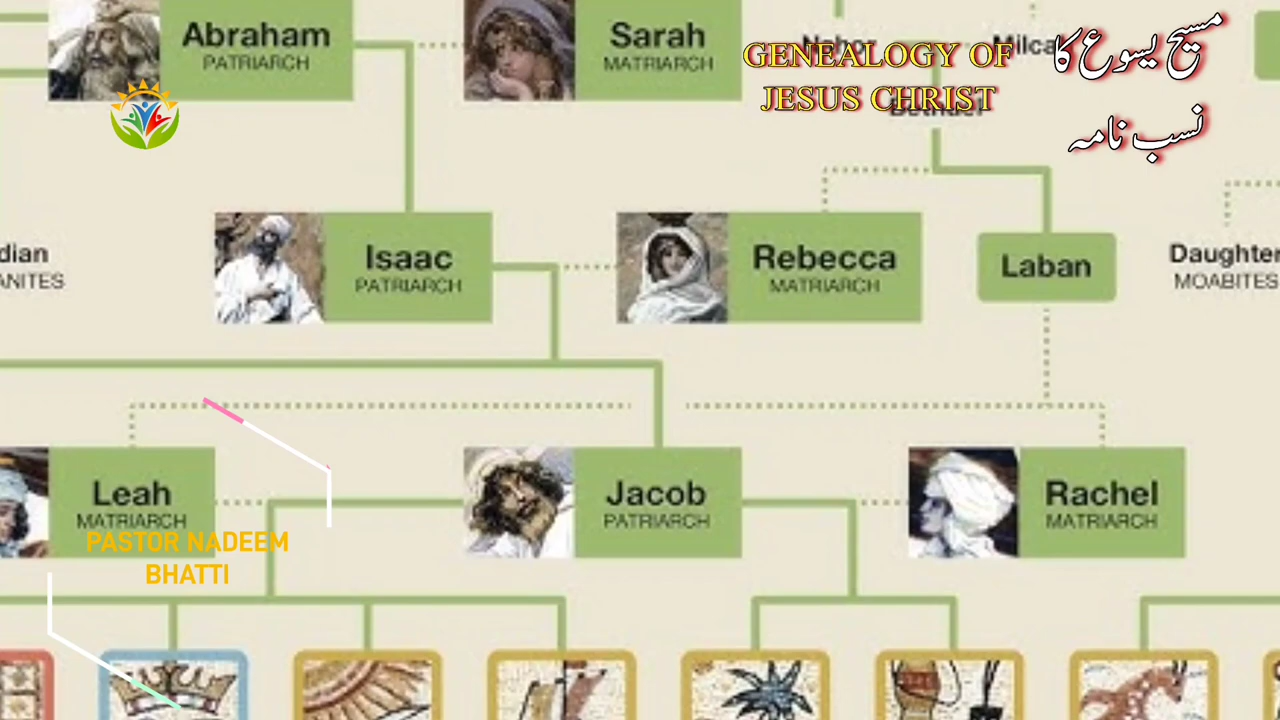 Abraham
PATRIARCH
Sarah
MATRIARCH
GENEALOGY OF
JESUS CHRIST
مسیح یسوع کا
نسب نامہ
Isaac
PATRIARCH
Rebecca
MATRIARCH
Laban
Daughter
MOABITES
Leah
MATRIARCH
Jacob
PATRIARCH
Rachel
MATRIARCH
PASTOR NADEEM
BHATTI